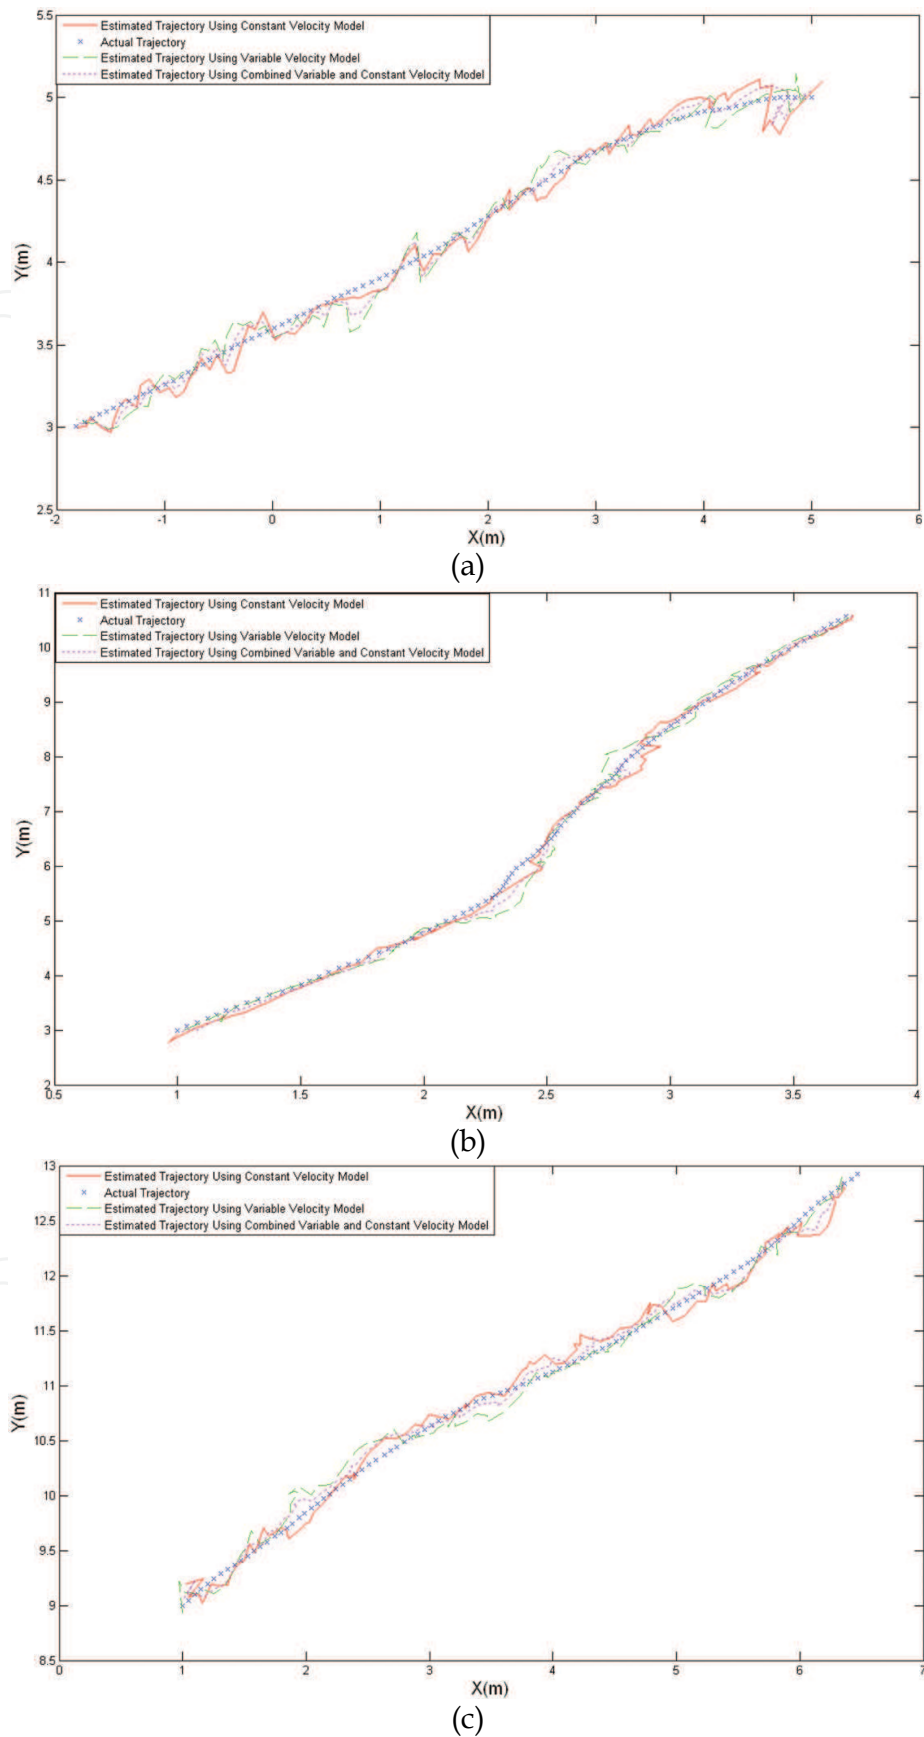 5.5
Estimated Trajectory Using Constant Velocity Model
Actual Trajectory
Estimated Trajectory Using Variable Velocity Model
Estimated Trajectory Using Combined Variable and Constant Velocity Model
5
4.5
4
3.5
3
2.5
Y(m)
-2 -1 0 1 2 3 4 5 6
X(m)
(a)
11
Estimated Trajectory Using Constant Velocity Model
Actual Trajectory
Estimated Trajectory Using Variable Velocity Model
Estimated Trajectory Using Combined Variable and Constant Velocity Model
10
9
8
7
6
5
4
3
2
Y(m)
0.5 1 1.5 2 2.5 3 3.5 4
X(m)
(b)
13
Estimated Trajectory Using Constant Velocity Model
Actual Trajectory
Estimated Trajectory Using Variable Velocity Model
Estimated Trajectory Using Combined Variable and Constant Velocity Model
12.5
12
11.5
11
10.5
10
9.5
9
8.5
Y(m)
0 1 2 3 4 5 6 7
X(m)
(c)